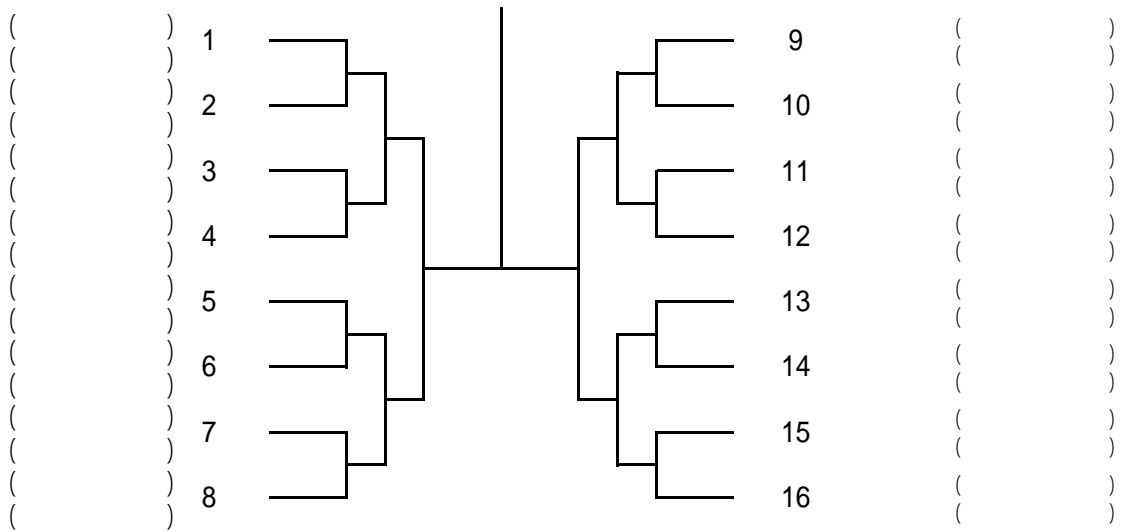 ( ) 1 9 ( )
( ) ( )
( ) 2 10 ( )
( ) ( )
( ) 3 11 ( )
( ) ( )
( ) 4 12 ( )
( ) ( )
( ) 5 13 ( )
( ) ( )
( ) 6 14 ( )
( ) ( )
( ) 7 15 ( )
( ) ( )
( ) 8 16 ( )
( ) ( )